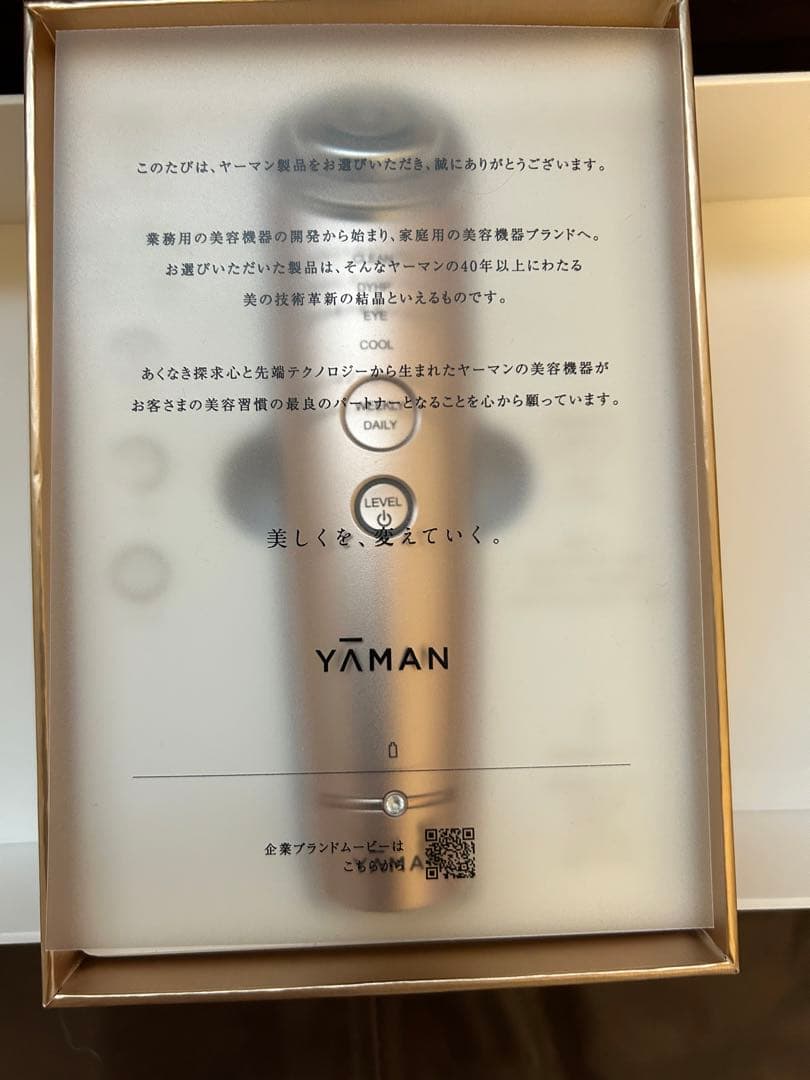 このたびは、ヤーマン製品をお選びいただき、誠にありがとうございます。
業務用の美容機器の開発から始まり、家庭用の美容機器ブランドへ。
お選びいただいた製品は、そんなヤーマンの40年以上にわたる
美の技術革新の結晶といえるものです。
CLEAN
EYE
COOL
あくなき探求心と先端テクノロジーから生まれたヤーマンの美容機器が
お客さまの美容習慣の最良のパートナーとなることを心から願っています。
WEEKLY
DAILY
LEVEL
美しくを、変えていく。
YĀMAN
企業ブランドムービーは
こちらから